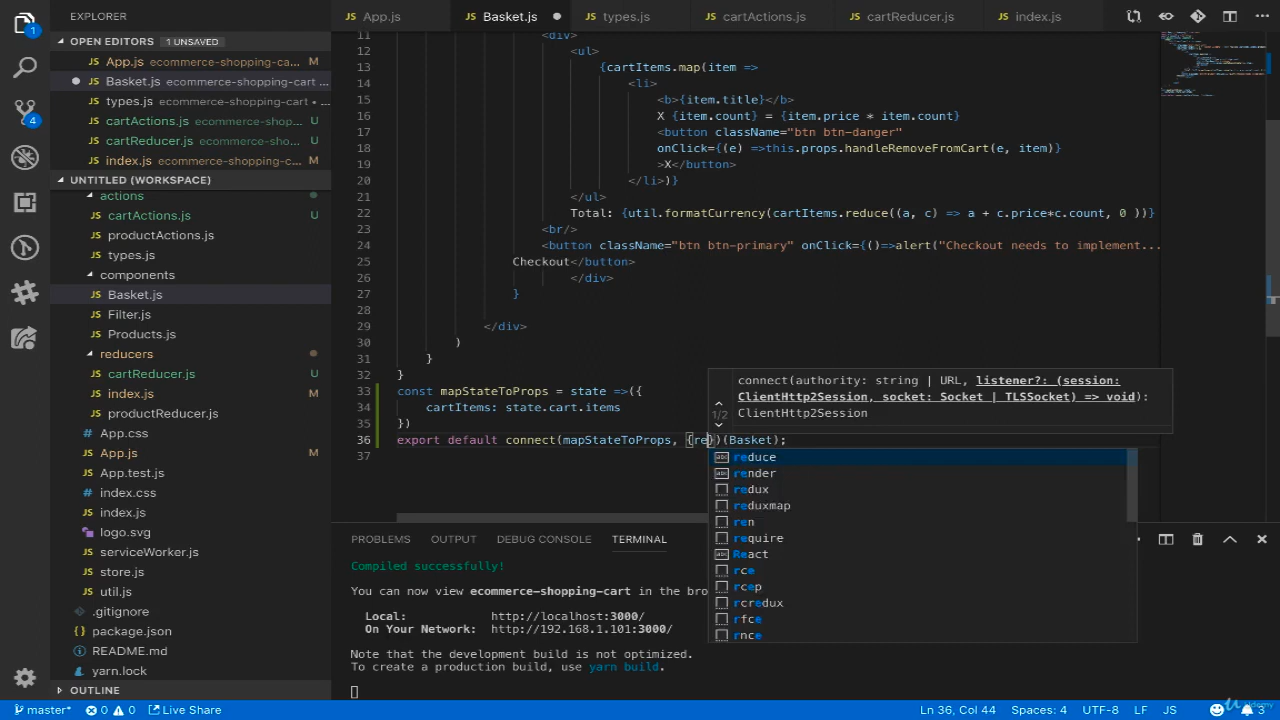 EXPLORER
App.js
Basket.js
types.js
cartActions.js
cartReducer.js
index.js
1
OPEN EDITORS 1 UNSAVED
JS App.js ecommerce-shopping-ca... M
JS Basket.js ecommerce-shopping-cart ...
JS types.js ecommerce-shopping-cart •
JS cartActions.js ecommerce-shop... U
JS cartReducer.js ecommerce-shop... U
JS index.js ecommerce-shopping-c... M
4
UNTITLED (WORKSPACE)
actions
JS cartActions.js U
JS productActions.js
JS types.js
components
JS Basket.js
JS Filter.js
JS Products.js
reducers
JS cartReducer.js U
JS index.js M
JS productReducer.js
App.css
JS App.js M
JS App.test.js
index.css
JS index.js
logo.svg
JS serviceWorker.js
JS store.js
JS util.js
.gitignore
package.json
README.md
yarn.lock
OUTLINE
11 <div>
12 <ul>
13 {cartItems.map(item =>
14 <li>
15 <b>{item.title}</b>
16 X {item.count} = {item.price * item.count}
17 <button className="btn btn-danger"
18 onClick={(e) =>this.props.handleRemoveFromCart(e, item)}
19 >X</button>
20 </li>)}
21 </ul>
22 Total: {util.formatCurrency(cartItems.reduce((a, c) => a + c.price*c.count, 0 ))}
23 <br/>
24 <button className="btn btn-primary" onClick={()=>alert("Checkout needs to implement...
25 Checkout</button>
26 </div>
27 }
28
29 </div>
30 )
31 }
32 }
33 const mapStateToProps = state =>({
34 cartItems: state.cart.items
35 })
36 export default connect(mapStateToProps, {re})(Basket);
37
connect(authority: string | URL, listener?: (session:
1/2 ClientHttp2Session, socket: Socket | TLSSocket) => void):
ClientHttp2Session
abc reduce
abc render
redux
reduxmap
ren
require
abc React
rce
rcep
rcredux
rfce
rnce
PROBLEMS OUTPUT DEBUG CONSOLE TERMINAL
Compiled successfully!
You can now view ecommerce-shopping-cart in the bro
Local: http://localhost:3000/
On Your Network: http://192.168.1.101:3000/
Note that the development build is not optimized.
To create a production build, use yarn build.
master* 0 0 Live Share Ln 36, Col 44 Spaces: 4 UTF-8 LF JS 3
Udemy